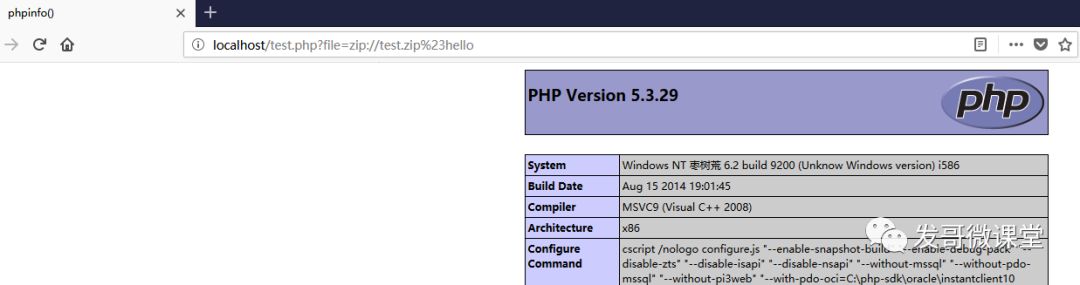 phpinfo()
localhost/test.php?file=zip://test.zip%23hello
PHP Version 5.3.29
php
System Windows NT 枣树荒 6.2 build 9200 (Unknow Windows version) i586
Build Date Aug 15 2014 19:01:45
Compiler MSVC9 (Visual C++ 2008)
Architecture x86
Configure Command cscript /nologo configure.js "--enable-snapshot-build" "--enable-debug-pack" "--
disable-zts" "--disable-isapi" "--disable-nsapi" "--without-mssql" "--without-pdo-
mssql" "--without-pi3web" "--with-pdo-oci=C:\php-sdk\oracle\instantclient10
发哥微课堂